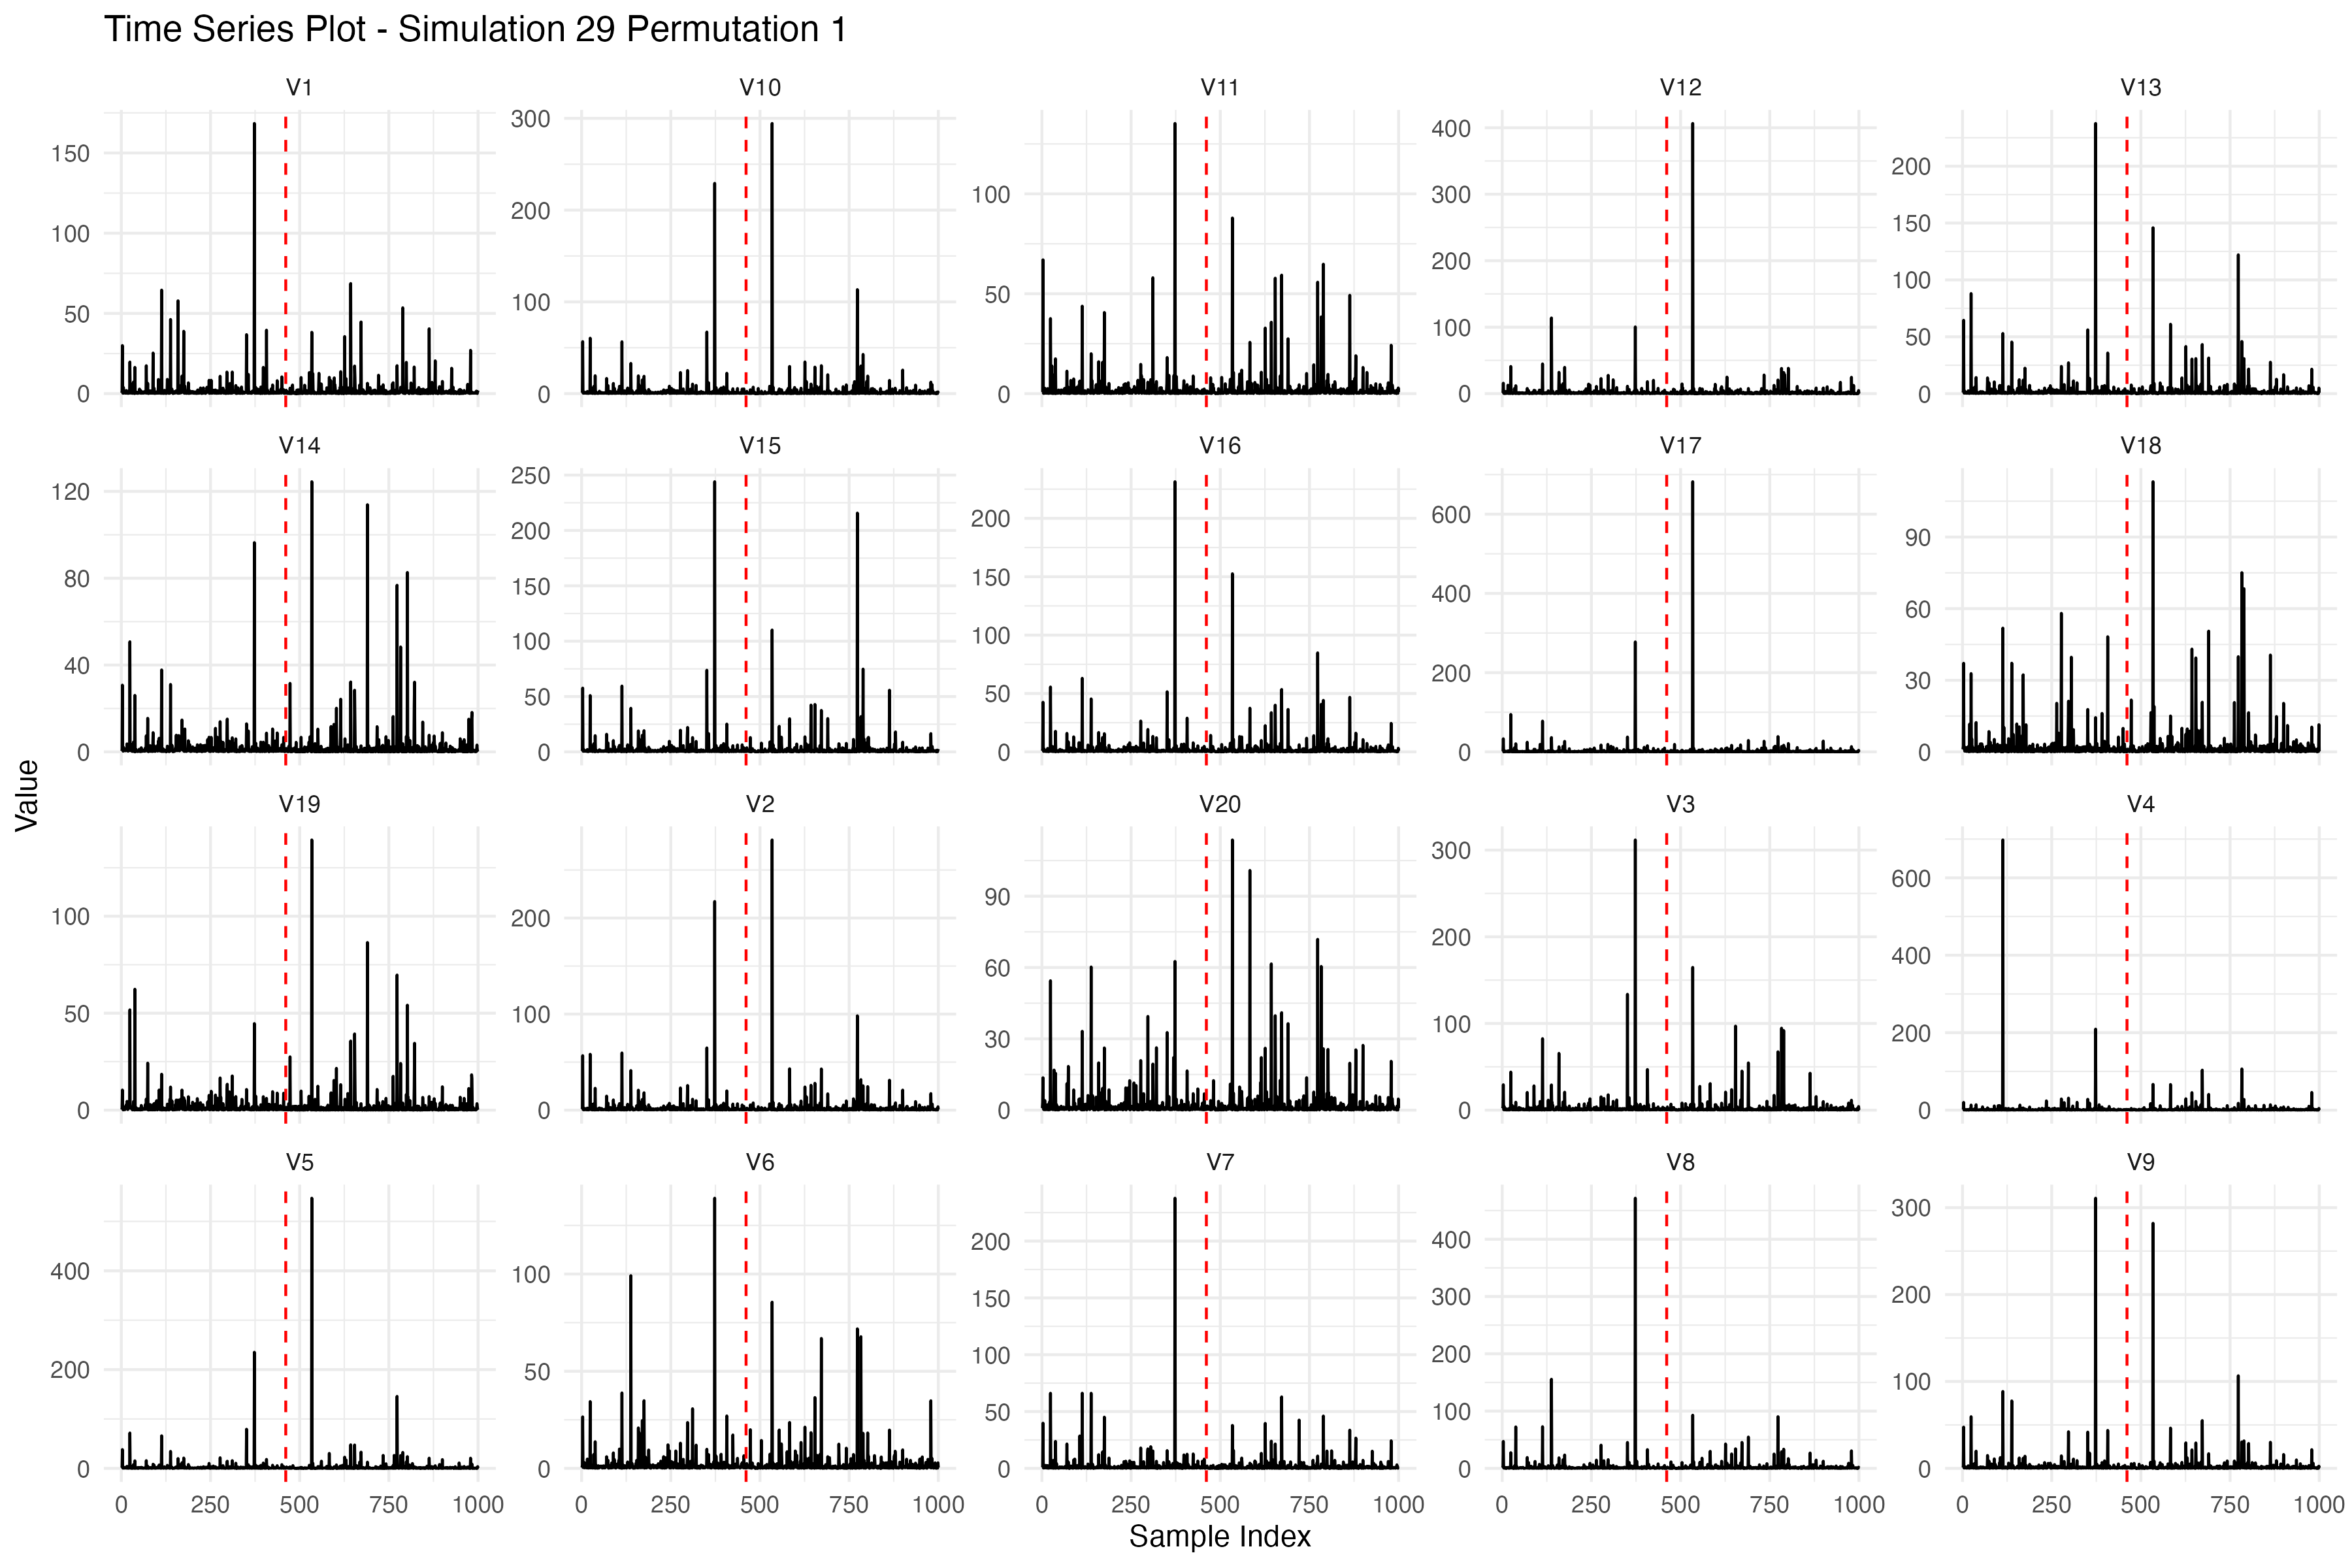 Time Series Plot - Simulation 29 Permutation 1
V1 V10 V11 V12 V13
150 100 50 0
300 200 100 0
100 50 0
400 300 200 100 0
200 150 100 50 0
V14 V15 V16 V17 V18
120 80 40 0
250 200 150 100 50 0
200 150 100 50 0
600 400 200 0
90 60 30 0
Value
V19 V2 V20 V3 V4
100 50 0
200 100 0
90 60 30 0
300 200 100 0
600 400 200 0
V5 V6 V7 V8 V9
400 200 0
100 50 0
200 150 100 50 0
400 300 200 100 0
300 200 100 0
0 250 500 750 1000 0 250 500 750 1000 0 250 500 750 1000 0 250 500 750 1000 0 250 500 750 1000
Sample Index